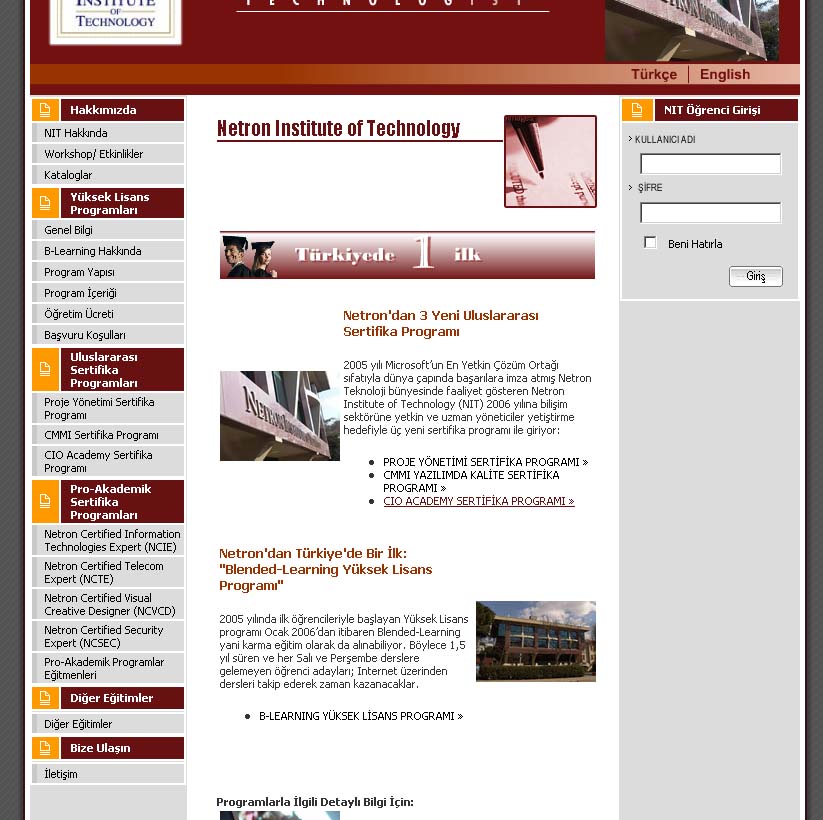 INSTITUTE
OF
TECHNOLOGY
TECHNOLOGIST
Türkçe
English
Hakkımızda
NIT Hakkında
Workshop/ Etkinlikler
Kataloglar
Yüksek Lisans
Programları
Genel Bilgi
B-Learning Hakkında
Program Yapısı
Program İçeriği
Öğretim Ücreti
Başvuru Koşulları
Uluslararası
Sertifika
Programları
Proje Yönetimi Sertifika
Programı
CMMI Sertifika Programı
CIO Academy Sertifika
Programı
Pro-Akademik
Sertifika
Programları
Netron Certified Information
Technologies Expert (NCIE)
Netron Certified Telecom
Expert (NCTE)
Netron Certified Visual
Creative Designer (NCVCD)
Netron Certified Security
Expert (NCSEC)
Pro-Akademik Programlar
Eğitmenleri
Diğer Eğitimler
Diğer Eğitimler
Bize Ulaşın
İletişim
Netron Institute of Technology
Türkiyede 1 ilk
Netron'dan 3 Yeni Uluslararası
Sertifika Programı
2005 yılı Microsoft'un En Yetkin Çözüm Ortağı
sıfatıyla dünya çapında başarılara imza atmış Netron
Teknoloji bünyesinde faaliyet gösteren Netron
Institute of Technology (NIT) 2006 yılına bilişim
sektörüne yetkin ve uzman yöneticiler yetiştirme
hedefiyle üç yeni sertifika programı ile giriyor:
• PROJE YÖNETİMİ SERTİFİKA PROGRAMI »
• CMMI YAZILIMDA KALİTE SERTİFİKA
PROGRAMI »
• CIO ACADEMY SERTİFİKA PROGRAMI »
Netron'dan Türkiye'de Bir İlk:
"Blended-Learning Yüksek Lisans
Programı"
2005 yılında ilk öğrencileriyle başlayan Yüksek Lisans
programı Ocak 2006'dan itibaren Blended-Learning
yani karma eğitim olarak da alınabiliyor. Böylece 1,5
yıl süren ve her Salı ve Perşembe derslere
gelemeyen öğrenci adayları; Internet üzerinden
dersleri takip ederek zaman kazanacaklar.
• B-LEARNING YÜKSEK LİSANS PROGRAMI »
Programlarla İlgili Detaylı Bilgi İçin:
NIT Öğrenci Girişi
KULLANICI ADI
ŞİFRE
Beni Hatırla
Giriş